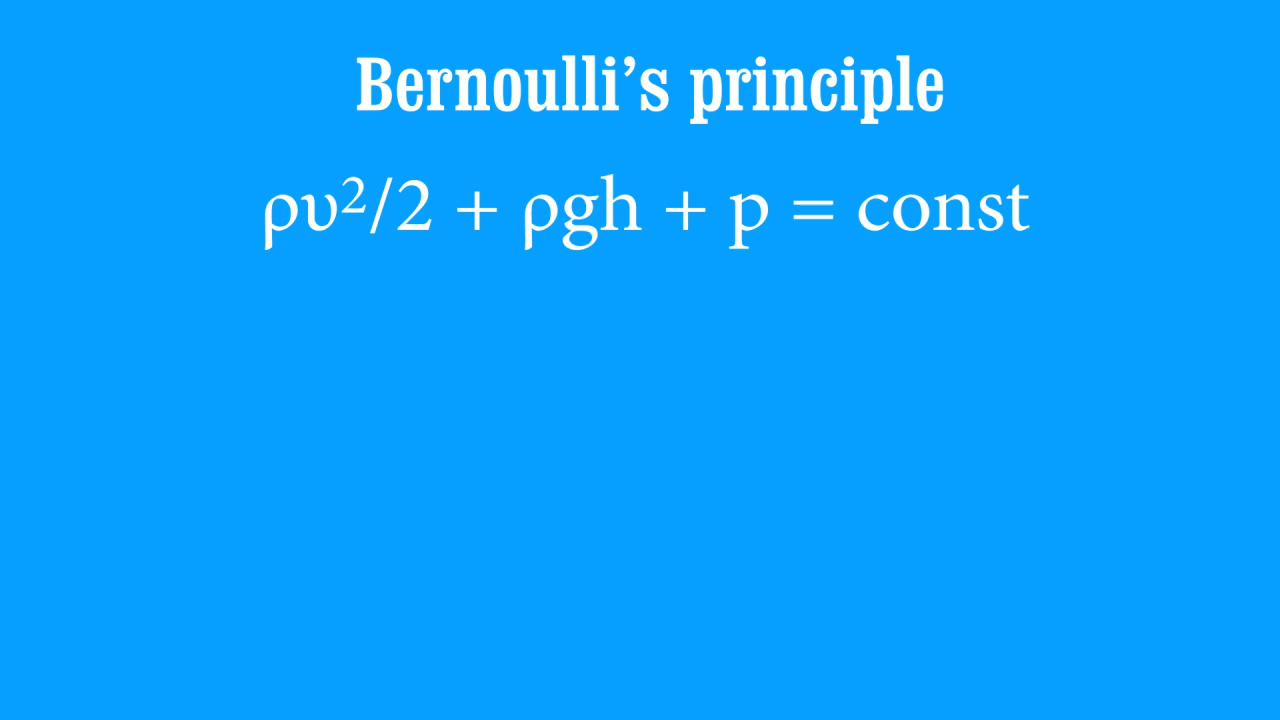 Bernoulli’s principle
ρυ²/2 + ρgh + p = const